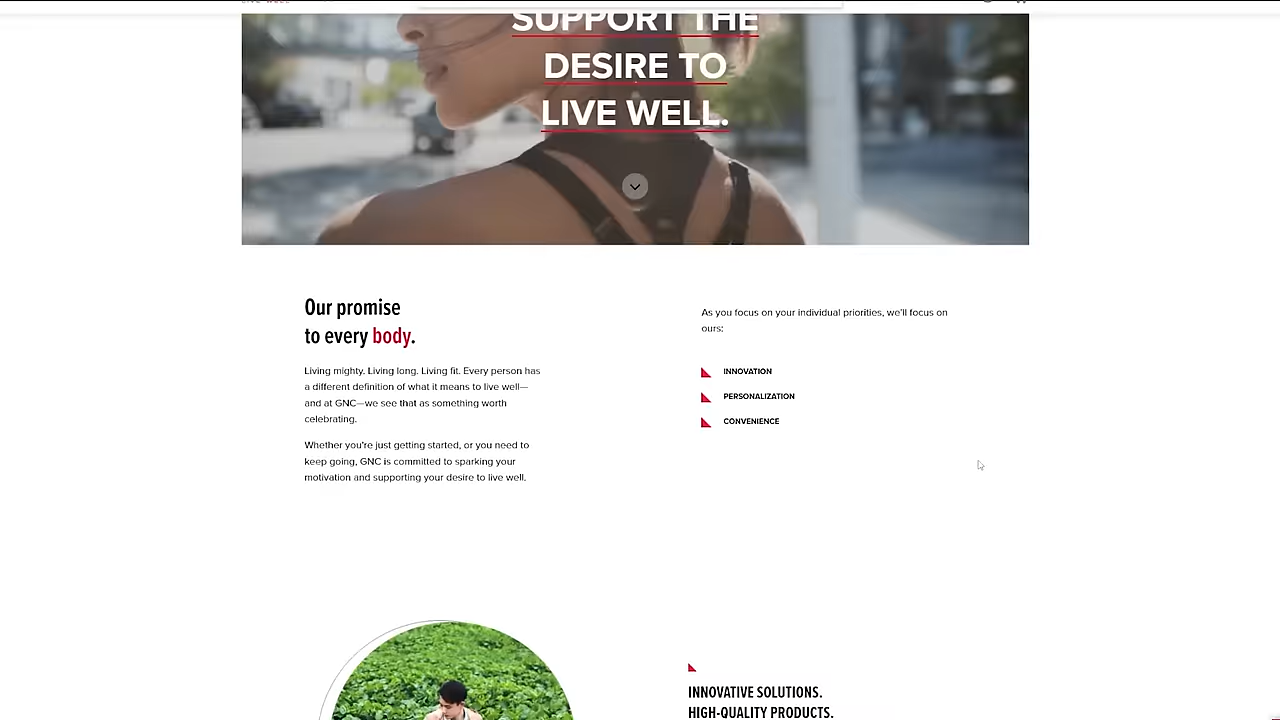 SUPPORT THE
DESIRE TO
LIVE WELL.
Our promise
to every body.
Living mighty. Living long. Living fit. Every person has
a different definition of what it means to live well—
and at GNC—we see that as something worth
celebrating.
Whether you're just getting started, or you need to
keep going, GNC is committed to sparking your
motivation and supporting your desire to live well.
As you focus on your individual priorities, we'll focus on
ours:
INNOVATION
PERSONALIZATION
CONVENIENCE
INNOVATIVE SOLUTIONS.
HIGH-QUALITY PRODUCTS.